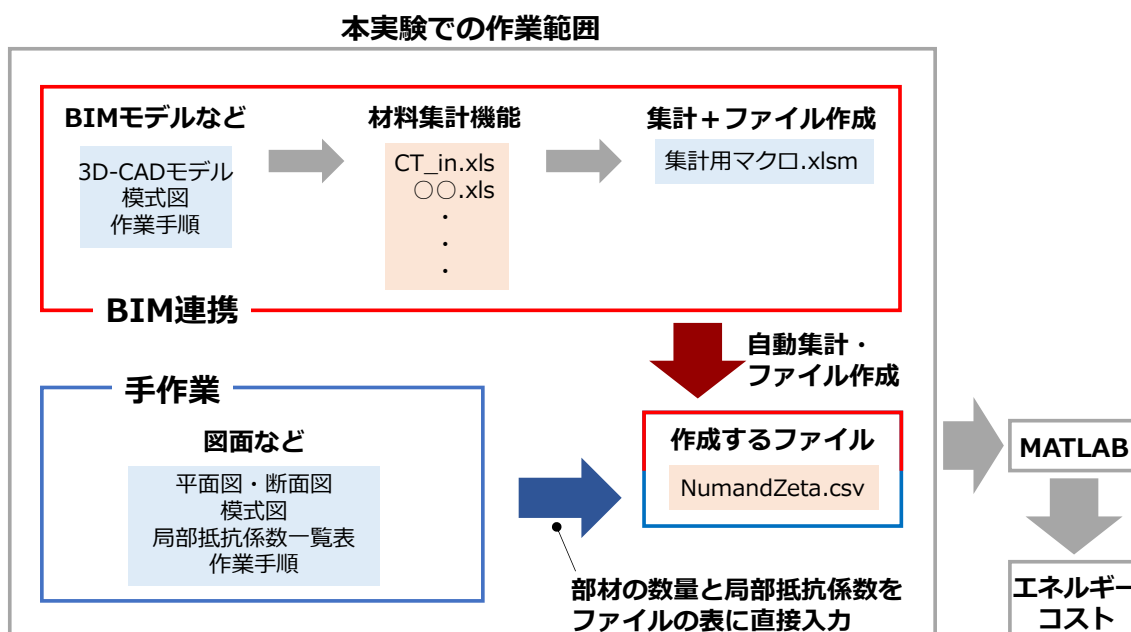 本実験での作業範囲
BIMモデルなど
3D-CADモデル
模式図
作業手順
材料集計機能
CT_in.xls
○○.xls
・
・
・
集計＋ファイル作成
集計用マクロ.xlsm
BIM連携
自動集計・
ファイル作成
手作業
図面など
平面図・断面図
模式図
局部抵抗係数一覧表
作業手順
作成するファイル
NumandZeta.csv
部材の数量と局部抵抗係数を
ファイルの表に直接入力
MATLAB
エネルギー
コスト